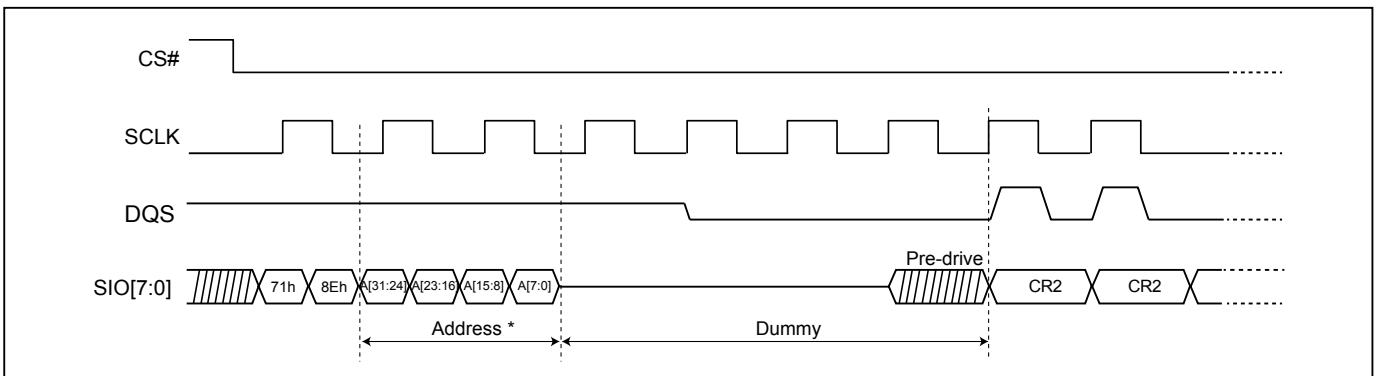 CS#
SCLK
DQS
Pre-drive
SIO[7:0]
71h
8Eh
A[31:24]
A[23:16]
A[15:8]
A[7:0]
CR2
CR2
Address *
Dummy